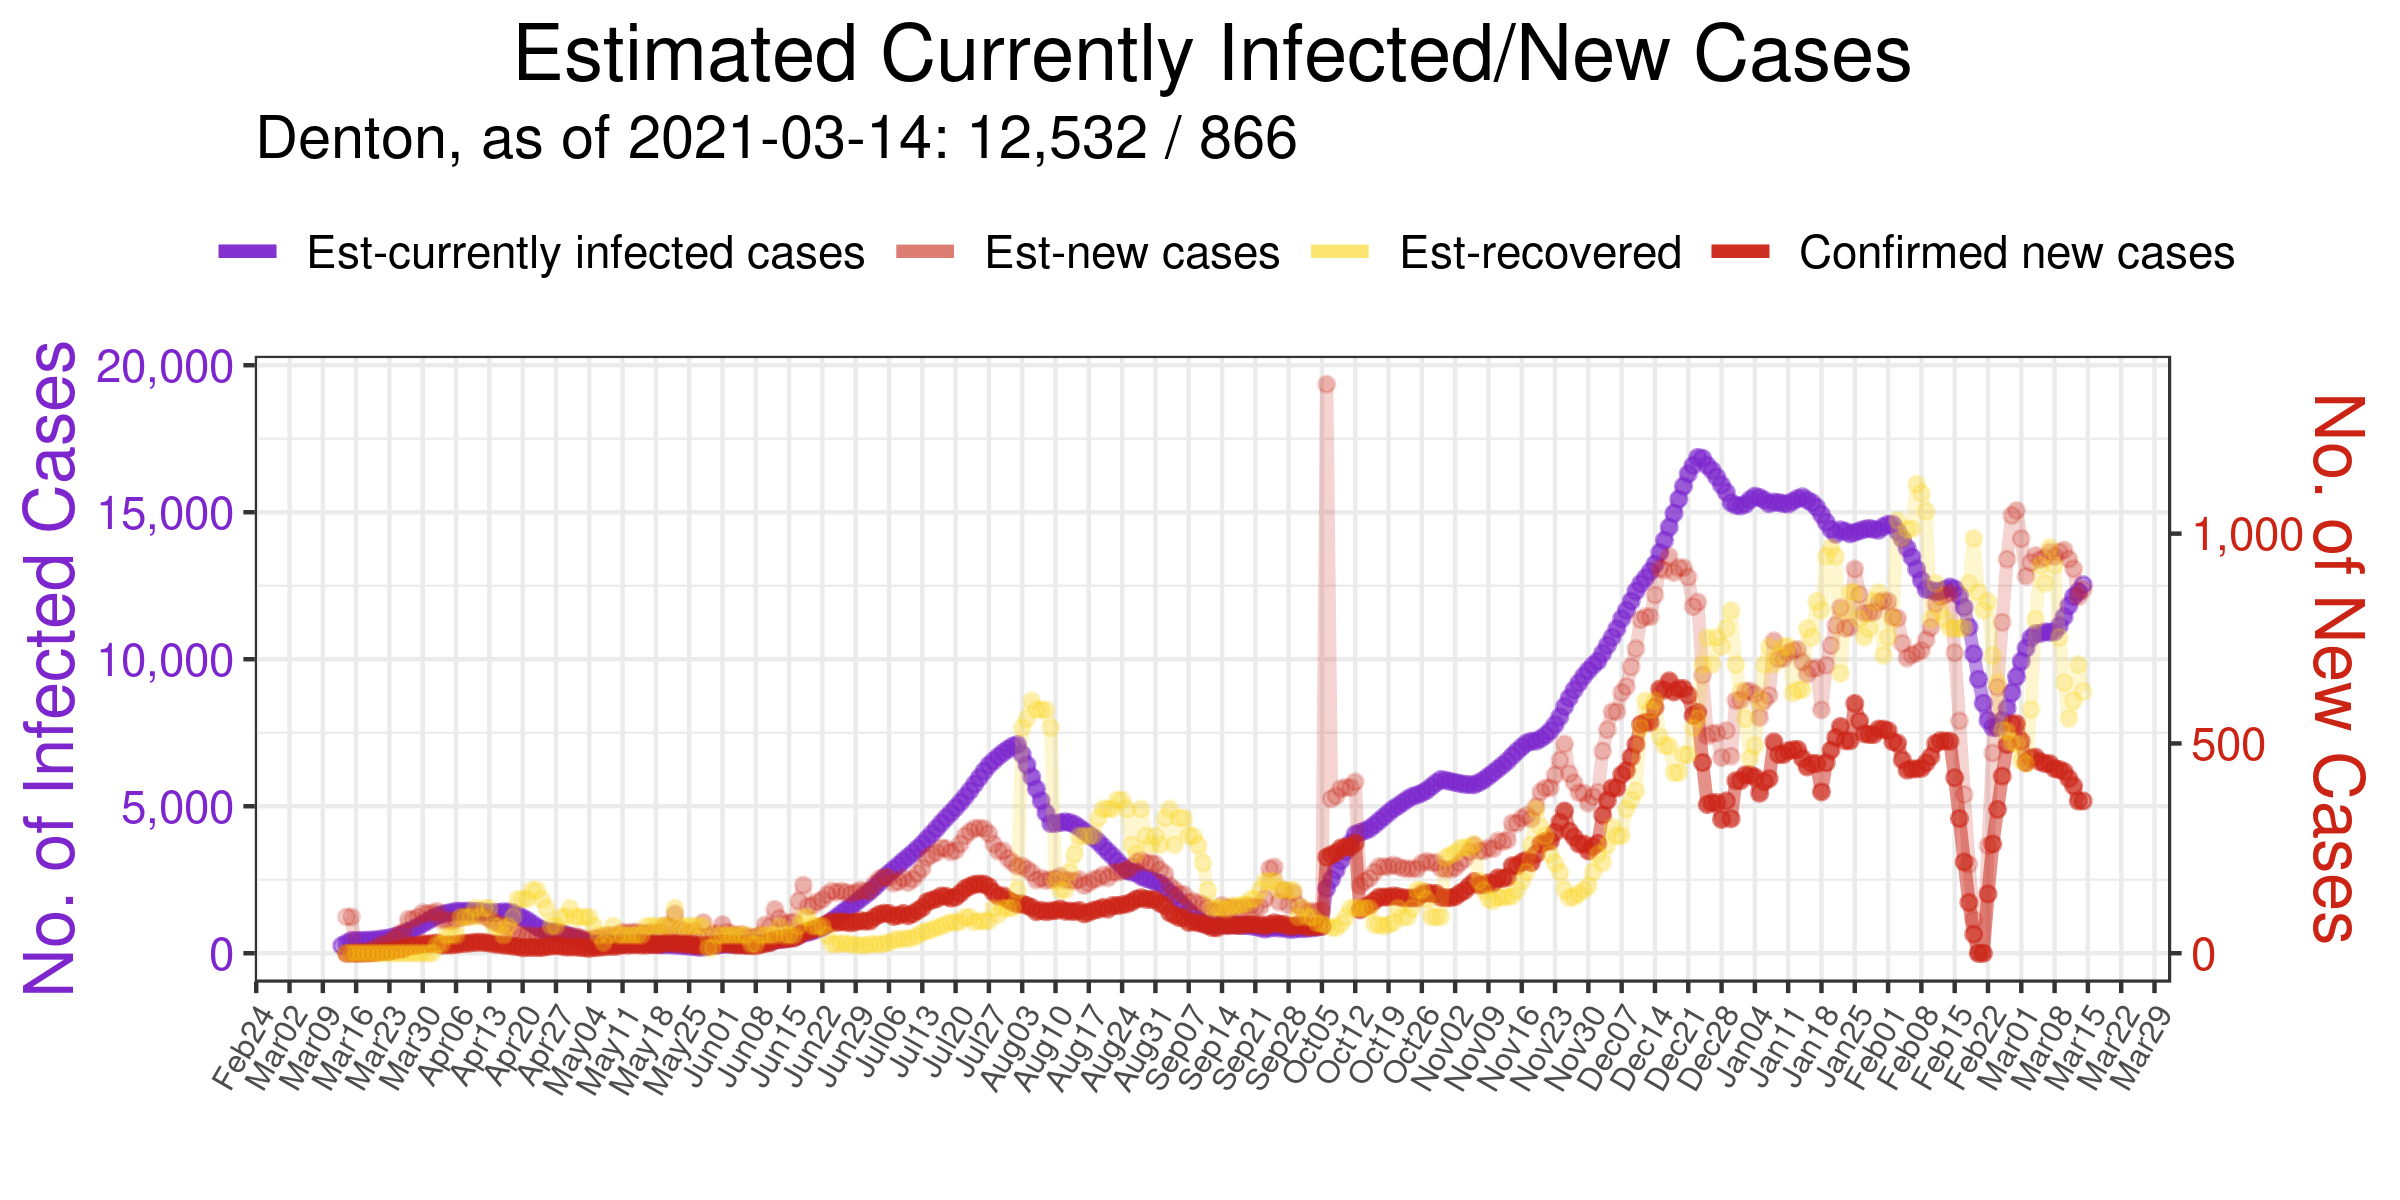 Estimated Currently Infected/New Cases
Denton, as of 2021-03-14: 12,532 / 866
Est-currently infected cases Est-new cases Est-recovered Confirmed new cases
No. of Infected Cases
20,000
15,000
10,000
5,000
0
1,000
500
0
No. of New Cases
Feb24 Mar02 Mar09 Mar16 Mar23 Mar30 Apr06 Apr13 Apr20 Apr27 May04 May11 May18 May25 Jun01 Jun08 Jun15 Jun22 Jun29 Jul06 Jul13 Jul20 Jul27 Aug03 Aug10 Aug17 Aug24 Aug31 Sep07 Sep14 Sep21 Sep28 Oct05 Oct12 Oct19 Oct26 Nov02 Nov09 Nov16 Nov23 Nov30 Dec07 Dec14 Dec21 Dec28 Jan04 Jan11 Jan18 Jan25 Feb01 Feb08 Feb15 Feb22 Mar01 Mar08 Mar15 Mar22 Mar29